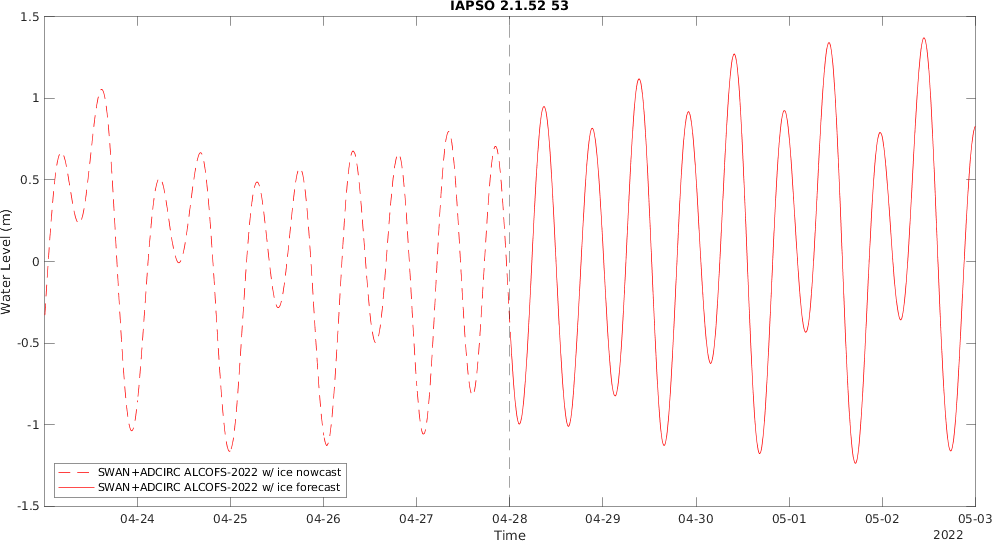 IAPSO 2.1.52 53
1.5
1
0.5
0
-0.5
-1
-1.5
Water Level (m)
SWAN+ADCIRC ALCOFS-2022 w/ ice nowcast
SWAN+ADCIRC ALCOFS-2022 w/ ice forecast
04-24 04-25 04-26 04-27 04-28 04-29 04-30 05-01 05-02 05-03
Time
2022